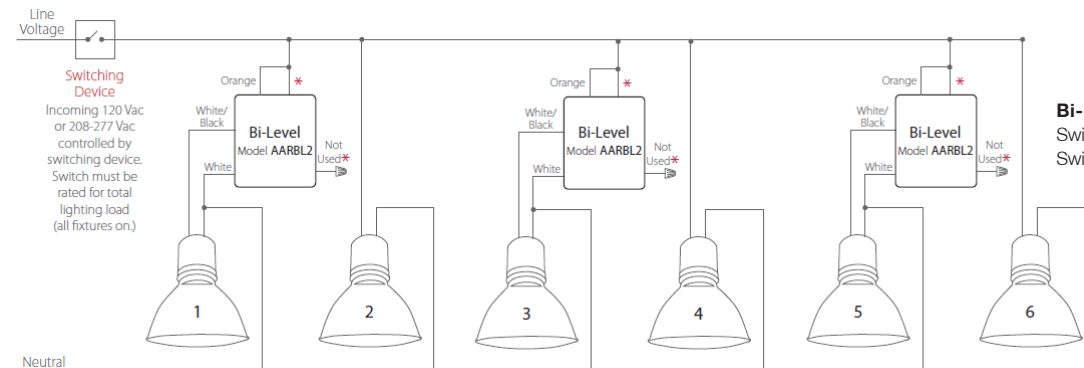 Line
Voltage
Switching
Device
Incoming 120 Vac
or 208-277 Vac
controlled by
switching device.
Switch must be
rated for total
lighting load
(all fixtures on.)
Orange
*
White/
Black
Bi-Level
Model AARBL2
White
Not
Used*
Orange
*
White/
Black
Bi-Level
Model AARBL2
White
Not
Used*
Orange
*
White/
Black
Bi-Level
Model AARBL2
White
Not
Used*
Bi-
Swi
Swi
1
2
3
4
5
6
Neutral